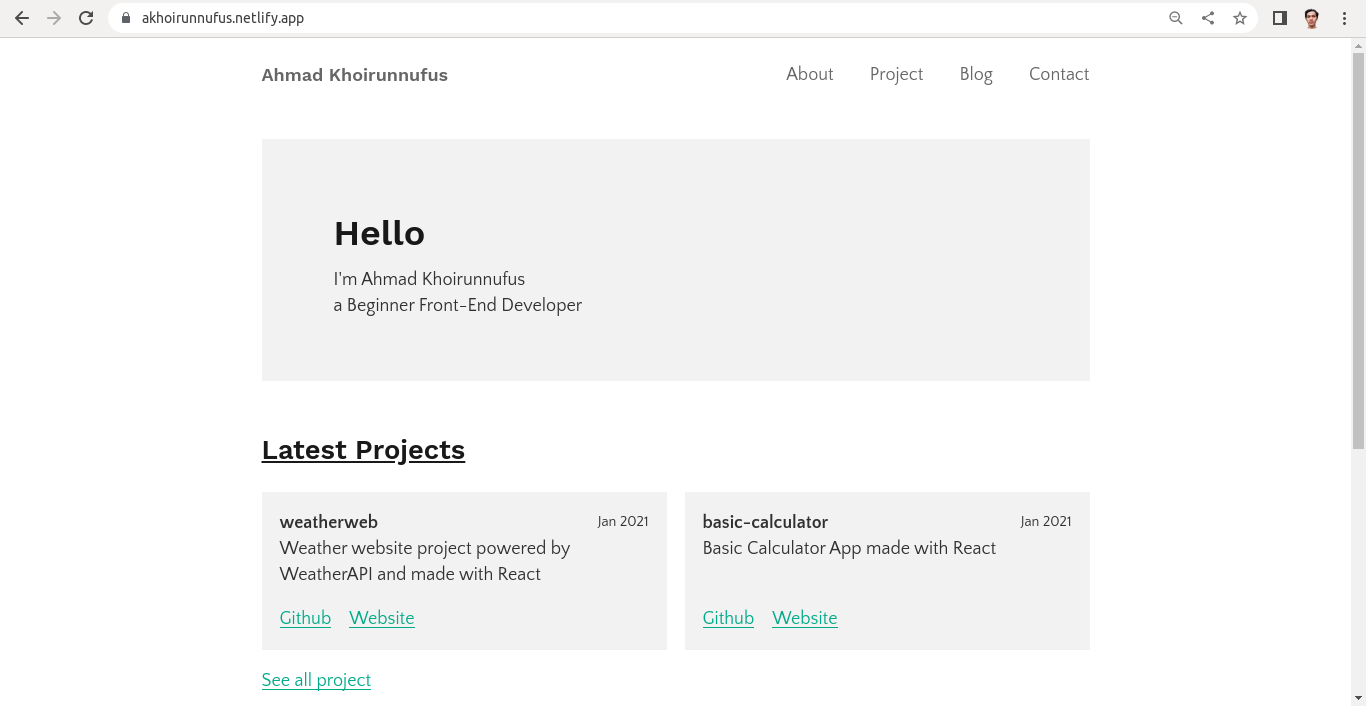 akhoirunnufus.netlify.app
Ahmad Khoirunnufus About Project Blog Contact
Hello
I'm Ahmad Khoirunnufus
a Beginner Front-End Developer
Latest Projects
weatherweb Jan 2021
Weather website project powered by
WeatherAPI and made with React
Github Website
basic-calculator Jan 2021
Basic Calculator App made with React
Github Website
See all project